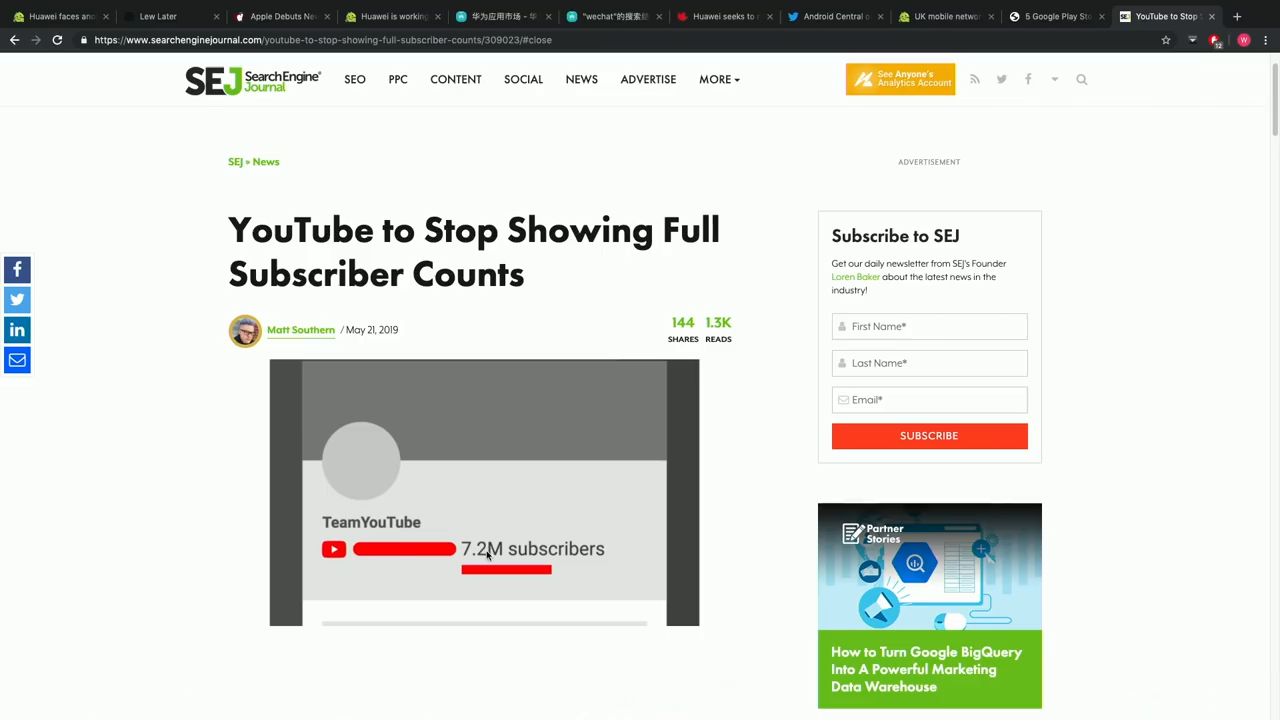 Huawei faces an
Lew Later
Apple Debuts Ne
Huawei is working
华为应用市场 - 华
"wechat"的搜索结
Huawei seeks to r
Android Central o
UK mobile networ
5 Google Play Sto
YouTube to Stop S
https://www.searchenginejournal.com/youtube-to-stop-showing-full-subscriber-counts/309023/#close
12
W
SEJ SearchEngine Journal
SEO
PPC
CONTENT
SOCIAL
NEWS
ADVERTISE
MORE
See Anyone's
Analytics Account
SEJ » News
ADVERTISEMENT
YouTube to Stop Showing Full
Subscriber Counts
Matt Southern / May 21, 2019
144 1.3K
SHARES READS
TeamYouTube
7.2M subscribers
Subscribe to SEJ
Get our daily newsletter from SEJ's Founder
Loren Baker about the latest news in the
industry!
First Name*
Last Name*
Email*
SUBSCRIBE
Partner
Stories
How to Turn Google BigQuery
Into A Powerful Marketing
Data Warehouse